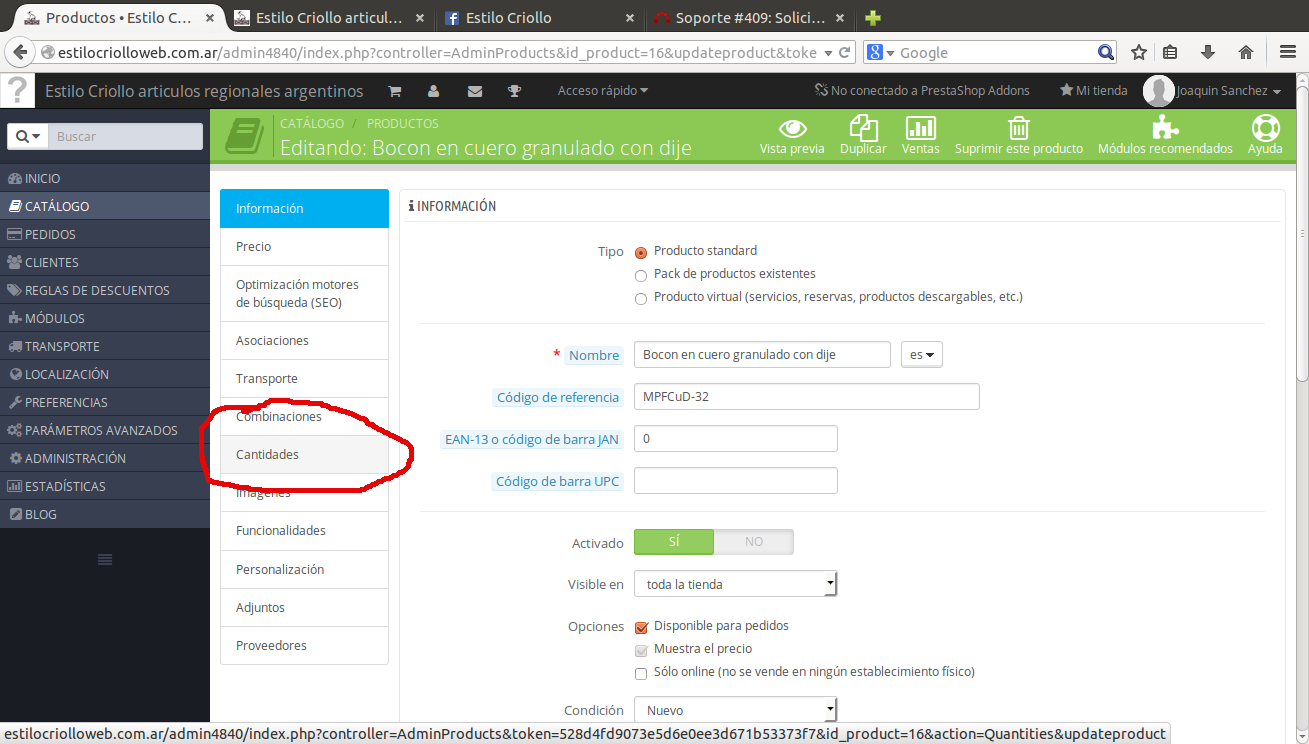 Productos • Estilo C...
Estilo Criollo articul...
Estilo Criollo
Soporte #409: Solici...
estilocriolloweb.com.ar/admin4840/index.php?controller=AdminProducts&id_product=16&updateproduct&toke
Google
Estilo Criollo articulos regionales argentinos
Acceso rápido
No conectado a PrestaShop Addons
Mi tienda
Joaquin Sanchez
Buscar
CATÁLOGO / PRODUCTOS
Editando: Bocon en cuero granulado con dije
Vista previa
Duplicar
Ventas
Suprimir este producto
Módulos recomendados
Ayuda
INICIO
CATÁLOGO
PEDIDOS
CLIENTES
REGLAS DE DESCUENTOS
MÓDULOS
TRANSPORTE
LOCALIZACIÓN
PREFERENCIAS
PARÁMETROS AVANZADOS
ADMINISTRACIÓN
ESTADÍSTICAS
BLOG
Información
Precio
Optimización motores
de búsqueda (SEO)
Asociaciones
Transporte
Combinaciones
Cantidades
Imágenes
Funcionalidades
Personalización
Adjuntos
Proveedores
INFORMACIÓN
Tipo
Producto standard
Pack de productos existentes
Producto virtual (servicios, reservas, productos descargables, etc.)
* Nombre
Bocon en cuero granulado con dije
es
Código de referencia
MPFCuD-32
EAN-13 o código de barra JAN
0
Código de barra UPC
Activado
SÍ
NO
Visible en
toda la tienda
Opciones
Disponible para pedidos
Muestra el precio
Sólo online (no se vende en ningún establecimiento físico)
Condición
Nuevo
estilocriolloweb.com.ar/admin4840/index.php?controller=AdminProducts&token=528d4fd9073e5d6e0ee3d671b53373f7&id_product=16&action=Quantities&updateproduct